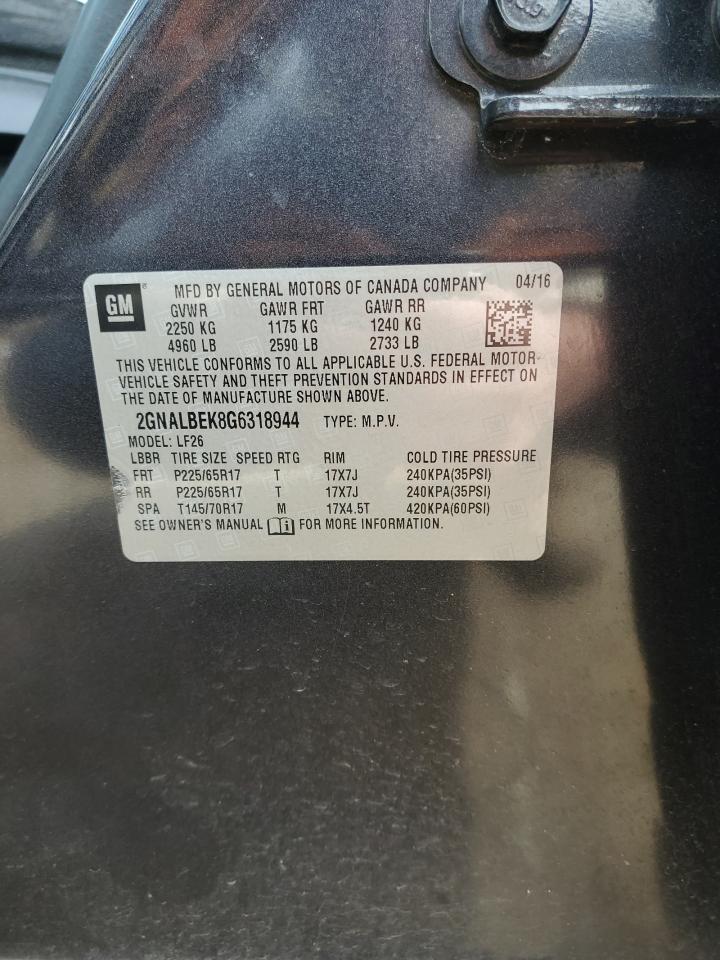 GM ® MFD BY GENERAL MOTORS OF CANADA COMPANY 04/16
GVWR GAWR FRT GAWR RR
2250 KG 1175 KG 1240 KG
4960 LB 2590 LB 2733 LB
THIS VEHICLE CONFORMS TO ALL APPLICABLE U.S. FEDERAL MOTOR-
VEHICLE SAFETY AND THEFT PREVENTION STANDARDS IN EFFECT ON
THE DATE OF MANUFACTURE SHOWN ABOVE.
2GNALBEK8G6318944 TYPE: M.P.V.
MODEL: LF26
LBBR TIRE SIZE SPEED RTG RIM COLD TIRE PRESSURE
FRT P225/65R17 T 17X7J 240KPA(35PSI)
RR P225/65R17 T 17X7J 240KPA(35PSI)
SPA T145/70R17 M 17X4.5T 420KPA(60PSI)
SEE OWNER'S MANUAL FOR MORE INFORMATION.